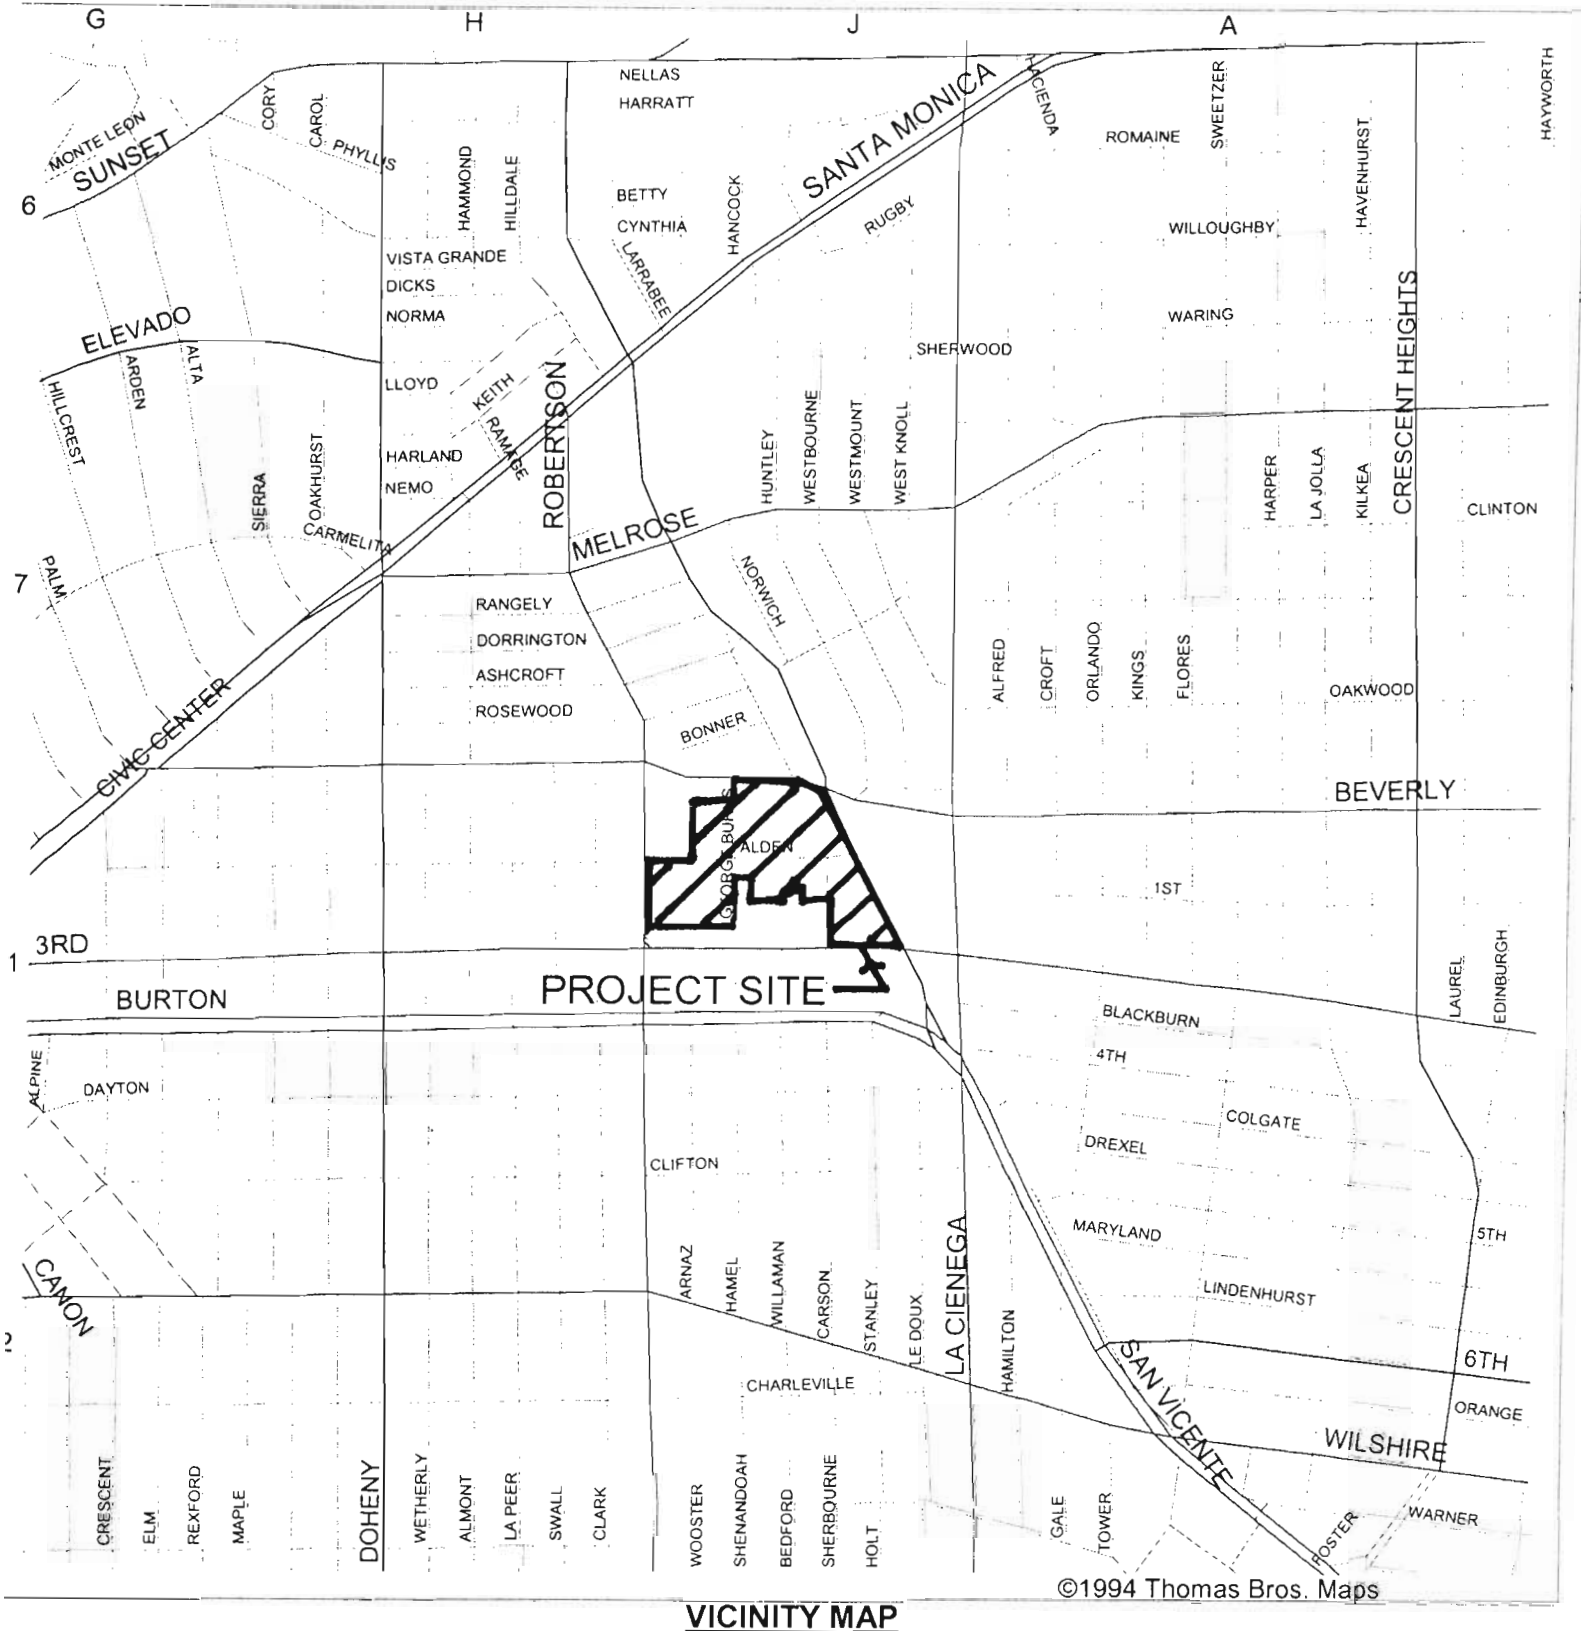 G H J A
NELLAS
HARRATT
SANTA MONICA
HACIENDA
SWEETZER
HAYWORTH
CORY
CAROL
PHYLLIS
MONTE LEON
SUNSET
ROMAINE
HAVENHURST
HAMMOND
HILLDALE
BETTY
CYNTHIA
HANCOCK
RUGBY
WILLOUGHBY
6
LARRABEE
VISTA GRANDE
DICKS
NORMA
WARING
ELEVADO
SHERWOOD
CRESCENT HEIGHTS
ARDEN
ALTA
HILLCREST
LLOYD
KEITH
RAMAGE
ROBERTSON
HARLAND
NEMO
SIERRA
OAKHURST
CARMELITA
HUNTLEY
WESTBOURNE
WESTMOUNT
WEST KNOLL
HARPER
LA JOLLA
KILKEA
CLINTON
MELROSE
7
PALM
NORWICH
RANGELY
DORRINGTON
ASHCROFT
ROSEWOOD
ALFRED
CROFT
ORLANDO
KINGS
FLORES
OAKWOOD
CIVIC CENTER
BONNER
BEVERLY
GEORGE BURNS
ALDEN
1ST
3RD
1
PROJECT SITE
BURTON
LAUREL
EDINBURGH
BLACKBURN
4TH
ALPINE
DAYTON
COLGATE
DREXEL
CLIFTON
MARYLAND
5TH
CANON
ARNAZ
HAMEL
WILLAMAN
CARSON
STANLEY
LE DOUX
LA CIENEGA
HAMILTON
LINDENHURST
2
SAN VICENTE
6TH
CHARLEVILLE
ORANGE
WILSHIRE
CRESCENT
ELM
REXFORD
MAPLE
DOHENY
WETHERLY
ALMONT
LA PEER
SWALL
CLARK
WOOSTER
SHENANDOAH
BEDFORD
SHERBOURNE
HOLT
GALE
TOWER
FOSTER
WARNER
©1994 Thomas Bros. Maps
VICINITY MAP